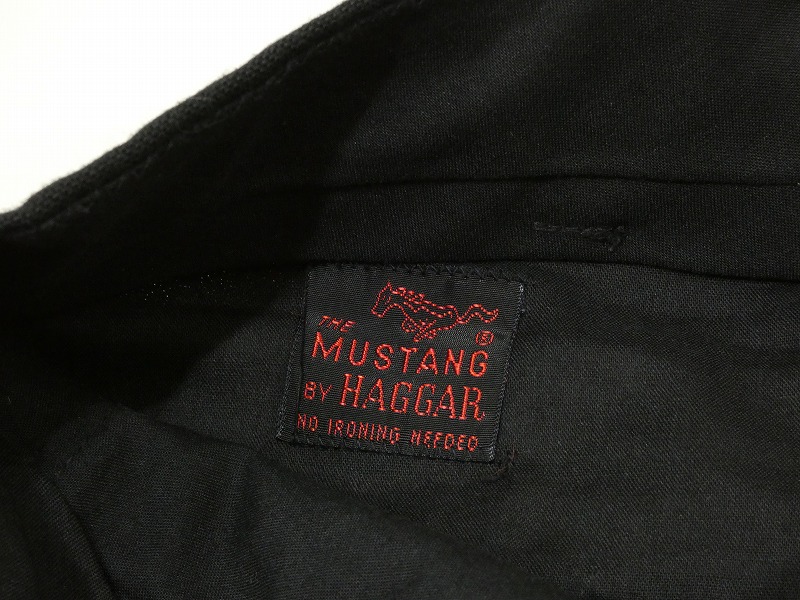 THE
MUSTANG
BY HAGGAR
NO IRONING NEEDED